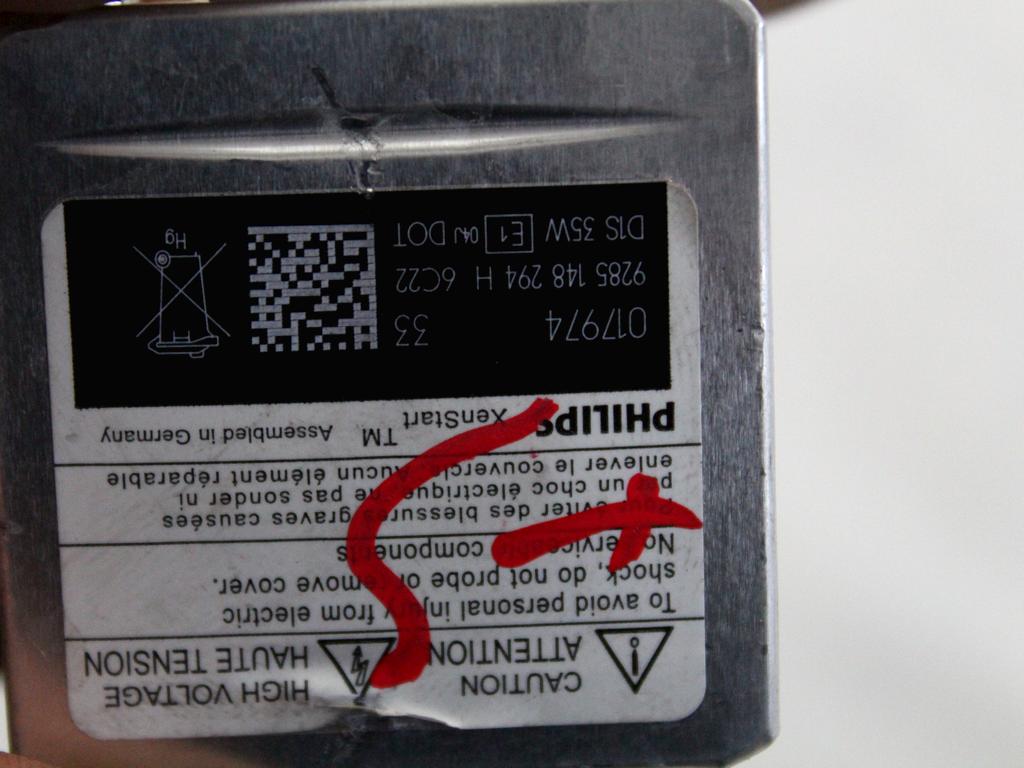 CAUTION HIGH VOLTAGE
ATTENTION HAUTE TENSION
To avoid personal injury from electric
shock, do not probe or remove cover.
No serviceable components
Pour éviter des blessures graves causées
par un choc électrique, ne pas sonder ni
enlever le couvercle. Aucun élément réparable
PHILIPS XenStart TM Assembled in Germany
017974 33
9285 148 294 H 6C22
D1S 35W E1 04J DOT
Hg